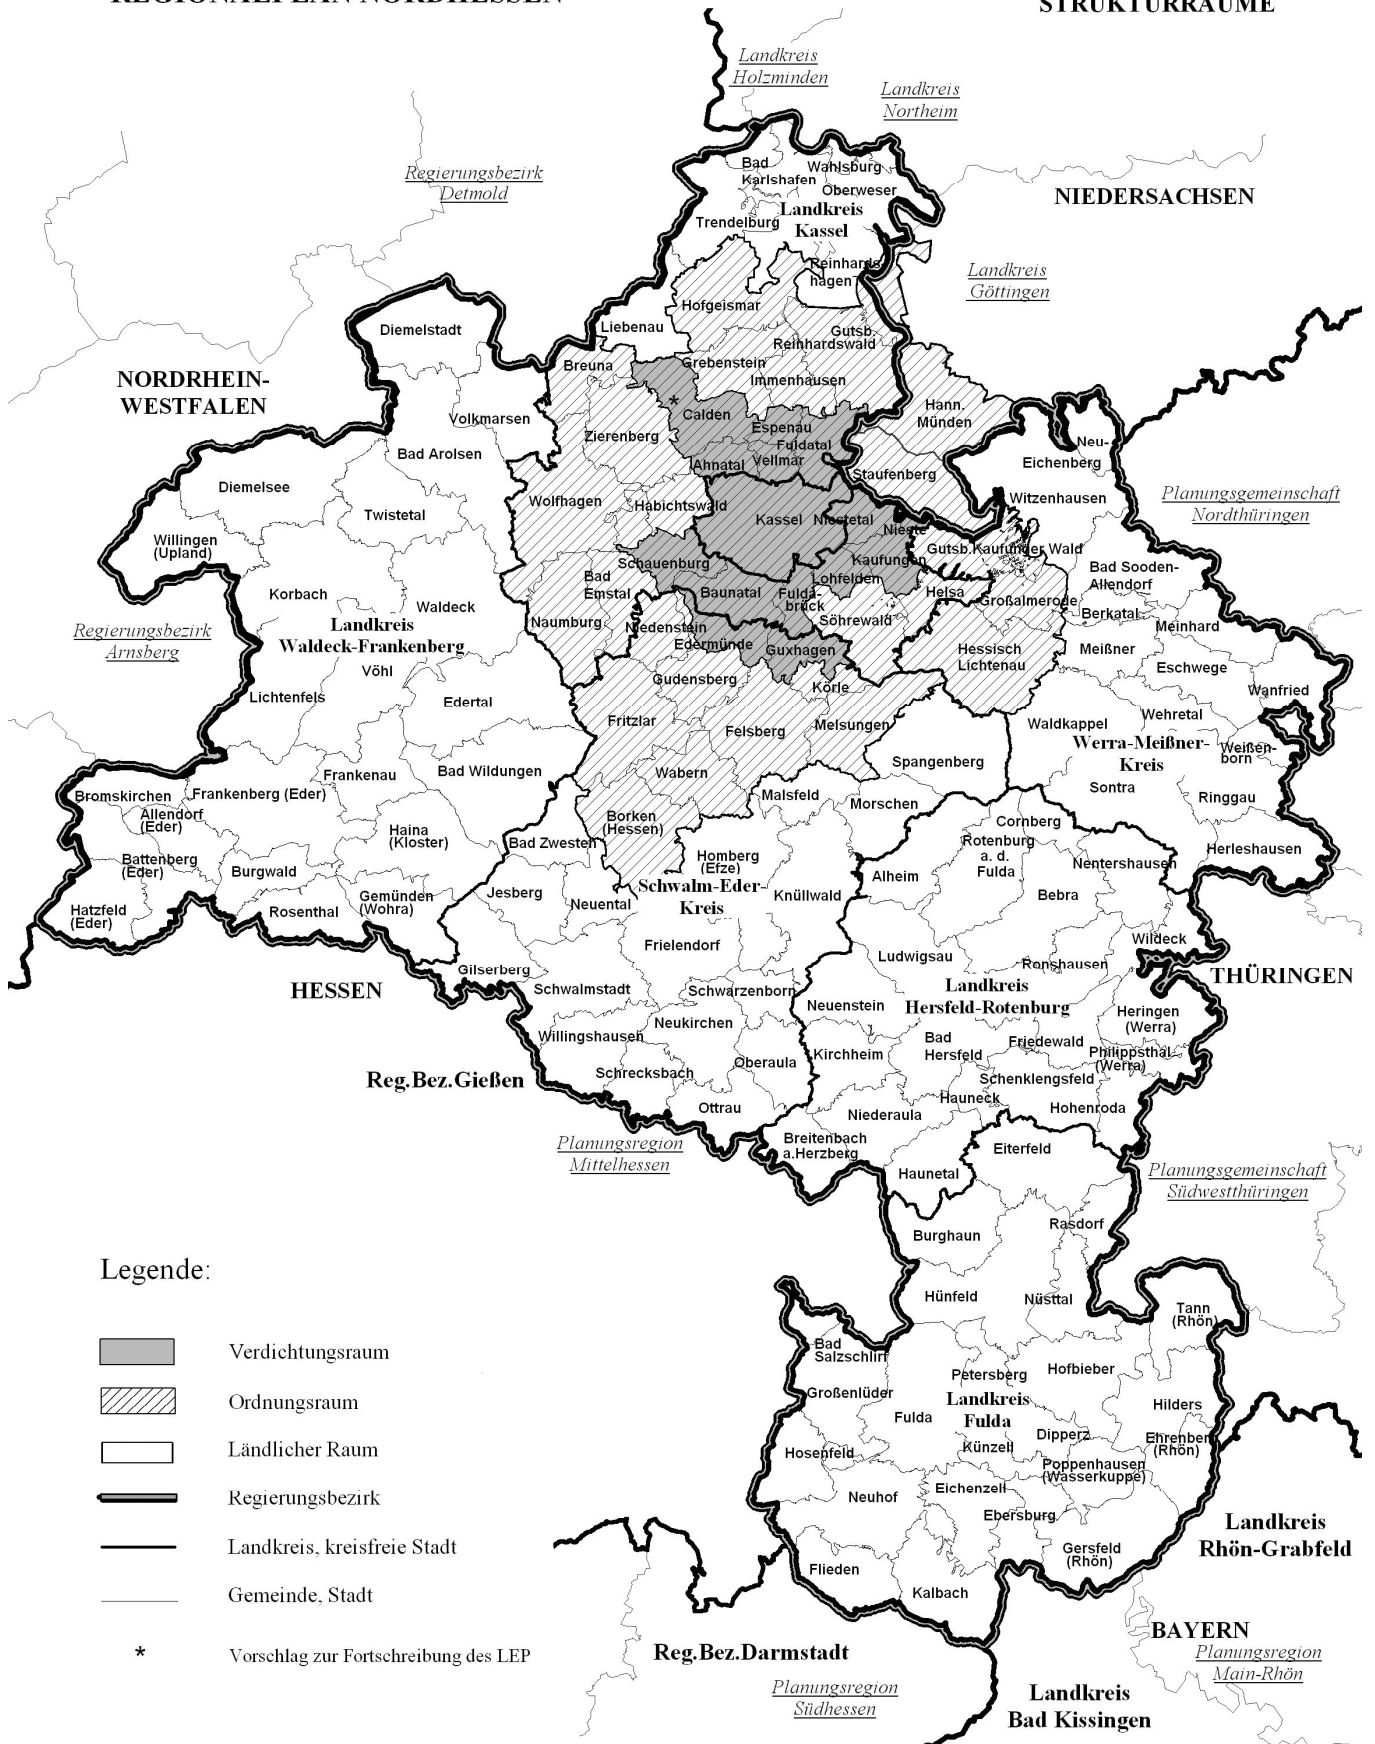 REGIONALPLAN NORDHESSEN
STRUKTURRÄUME
Landkreis
Holzminden
Landkreis
Northeim
Regierungsbezirk
Detmold
Bad
Karlshafen
Wahlsburg
Oberweser
NIEDERSACHSEN
Trendelburg
Landkreis
Kassel
Reinhards-
hagen
Landkreis
Göttingen
Hofgeismar
Diemelstadt
Liebenau
Gutsb.
Reinhardswald
Breuna
Grebenstein
Immenhausen
NORDRHEIN-
WESTFALEN
*
Calden
Hann.
Münden
Volkmarsen
Zierenberg
Espenau
Fuldatal
Neu-
Eichenberg
Bad Arolsen
Ahnatal
Vellmar
Staufenberg
Diemelsee
Wolfhagen
Habichtswald
Witzenhausen
Planungsgemeinschaft
Nordthüringen
Twistetal
Kassel
Niestetal
Nieste
Willingen
(Upland)
Gutsb.Kaufunger Wald
Schauenburg
Kaufungen
Bad Sooden-
Allendorf
Bad
Emstal
Lohfelden
Korbach
Waldeck
Baunatal
Fulda-
brück
Helsa
Großalmerode
Berkatal
Landkreis
Waldeck-Frankenberg
Naumburg
Niedenstein
Söhrewald
Meinhard
Regierungsbezirk
Arnsberg
Edermünde
Guxhagen
Hessisch
Lichtenau
Meißner
Eschwege
Vöhl
Gudensberg
Körle
Wanfried
Lichtenfels
Edertal
Fritzlar
Felsberg
Melsungen
Waldkappel
Wehretal
Werra-Meißner-
Kreis
Weißen-
born
Frankenau
Bad Wildungen
Wabern
Spangenberg
Sontra
Bromskirchen
Frankenberg (Eder)
Malsfeld
Morschen
Ringgau
Allendorf
(Eder)
Haina
(Kloster)
Borken
(Hessen)
Cornberg
Bad Zwesten
Rotenburg
a. d.
Fulda
Herleshausen
Battenberg
(Eder)
Burgwald
Homberg
(Efze)
Nentershausen
Alheim
Schwalm-Eder-
Kreis
Jesberg
Knüllwald
Bebra
Gemünden
(Wohra)
Neuental
Hatzfeld
(Eder)
Rosenthal
Frielendorf
Wildeck
Ludwigsau
Ronshausen
Gilserberg
THÜRINGEN
HESSEN
Schwalmstadt
Schwarzenborn
Landkreis
Hersfeld-Rotenburg
Neuenstein
Heringen
(Werra)
Neukirchen
Willingshausen
Bad
Hersfeld
Friedewald
Kirchheim
Philippsthal
(Werra)
Oberaula
Schrecksbach
Reg.Bez.Gießen
Schenklengsfeld
Hauneck
Ottrau
Niederaula
Hohenroda
Planungsregion
Mittelhessen
Breitenbach
a.Herzberg
Eiterfeld
Haunetal
Planungsgemeinschaft
Südwestthüringen
Rasdorf
Burghaun
Legende:
Hünfeld
Nüsttal
Tann
(Rhön)
Verdichtungsraum
Bad
Salzschlirf
Petersberg
Hofbieber
Großenlüder
Ordnungsraum
Landkreis
Fulda
Hilders
Fulda
Dipperz
Ländlicher Raum
Künzell
Hosenfeld
Ehrenberg
(Rhön)
Poppenhausen
(Wasserkuppe)
Regierungsbezirk
Neuhof
Eichenzell
Ebersburg
Landkreis, kreisfreie Stadt
Gersfeld
(Rhön)
Landkreis
Rhön-Grabfeld
Flieden
Gemeinde, Stadt
Kalbach
* Vorschlag zur Fortschreibung des LEP
Reg.Bez.Darmstadt
BAYERN
Planungsregion
Main-Rhön
Planungsregion
Südhessen
Landkreis
Bad Kissingen